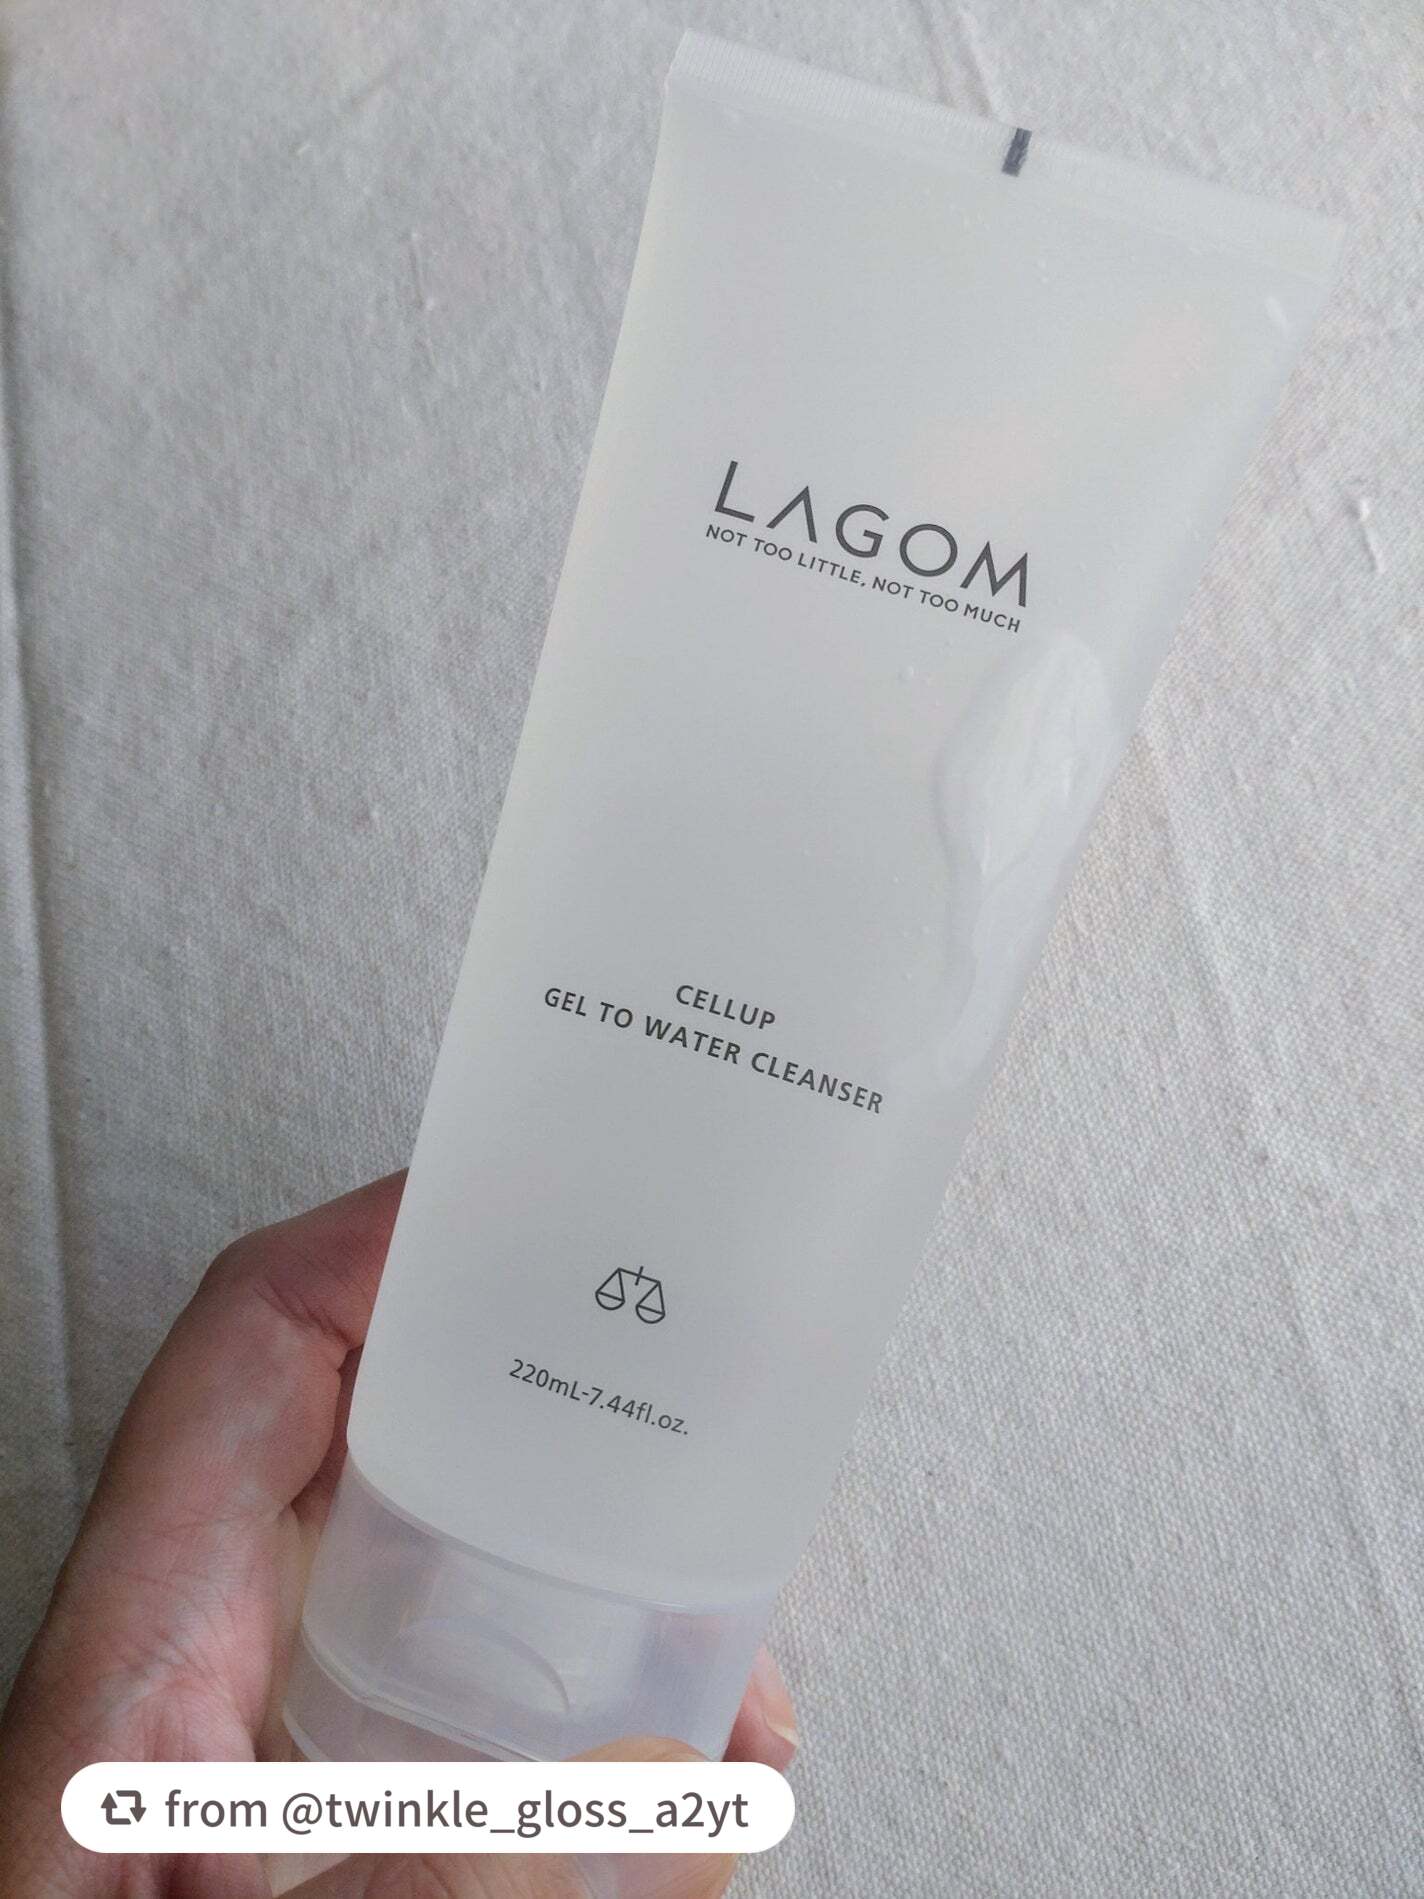 LAGOM
NOT TOO LITTLE, NOT TOO MUCH
CELLUP
GEL TO WATER CLEANSER
220mL-7.44fl.oz.
from @twinkle_gloss_a2yt